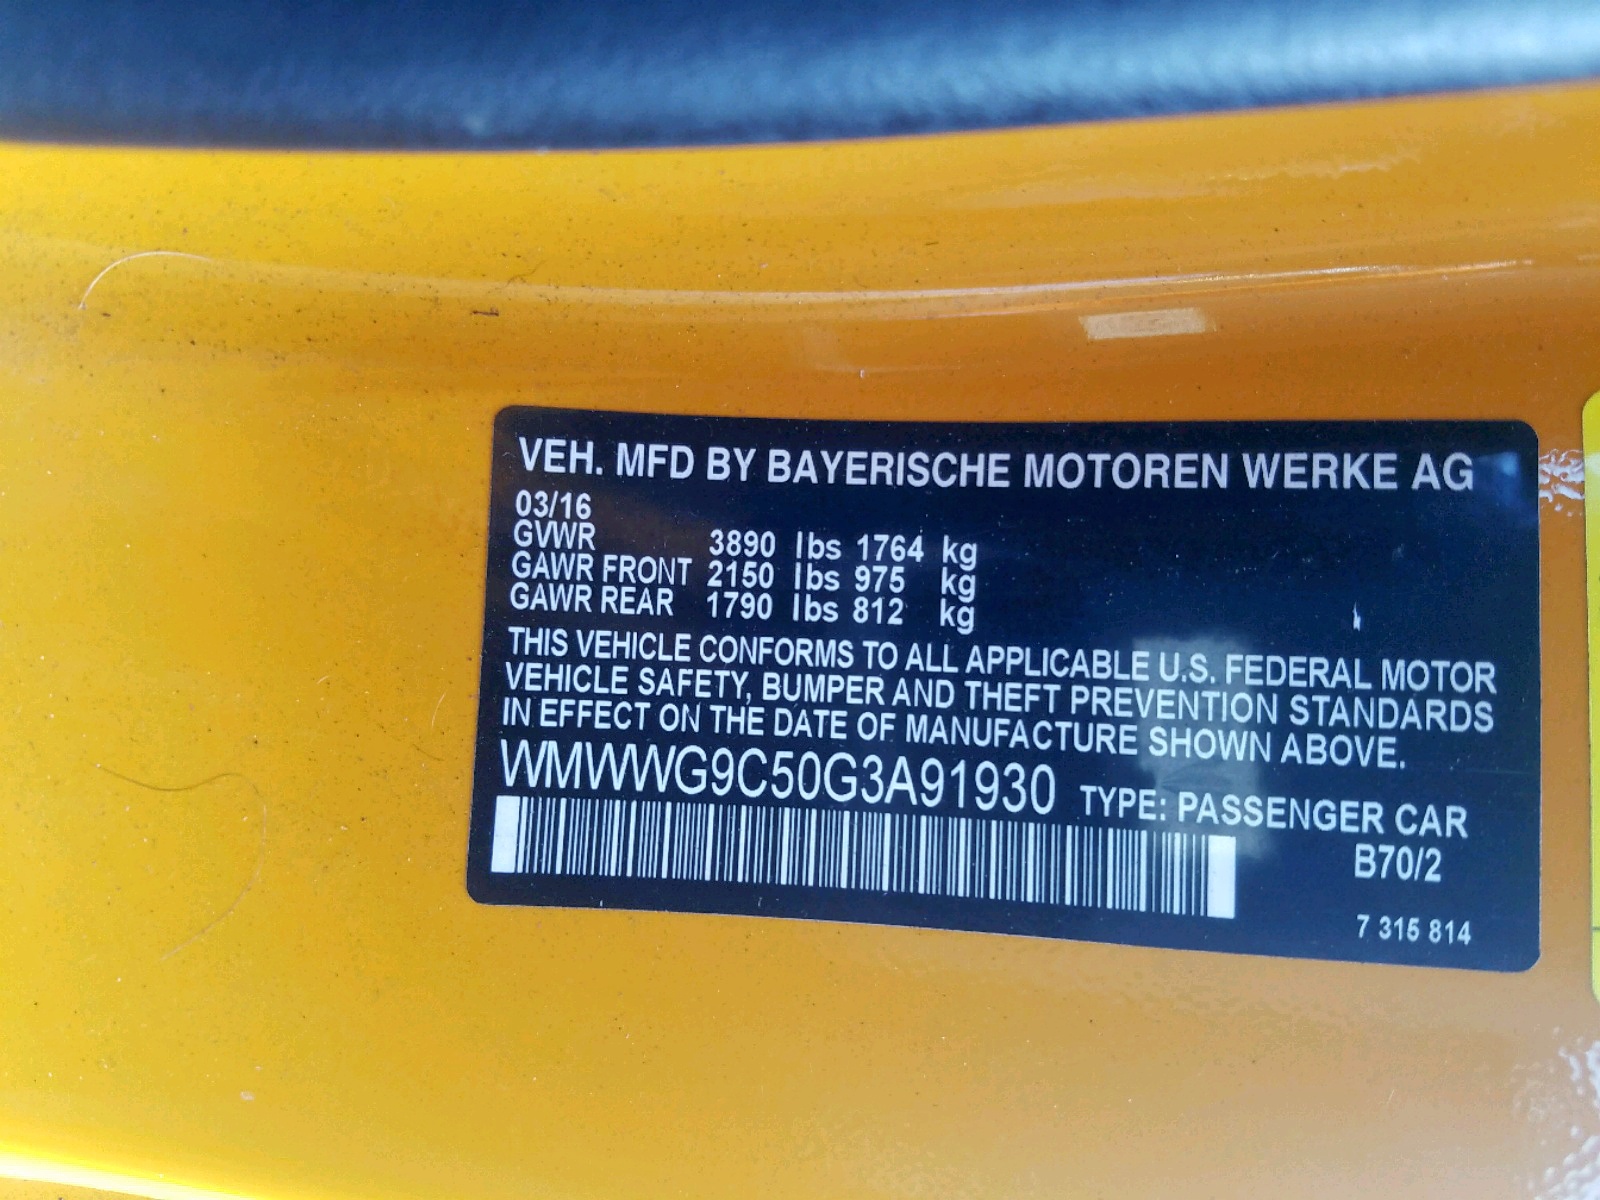 VEH. MFD BY BAYERISCHE MOTOREN WERKE AG
03/16
GVWR 3890 lbs 1764 kg
GAWR FRONT 2150 lbs 975 kg
GAWR REAR 1790 lbs 812 kg
THIS VEHICLE CONFORMS TO ALL APPLICABLE U.S. FEDERAL MOTOR
VEHICLE SAFETY, BUMPER AND THEFT PREVENTION STANDARDS
IN EFFECT ON THE DATE OF MANUFACTURE SHOWN ABOVE.
WMWWG9C50G3A91930 TYPE: PASSENGER CAR
B70/2
7 315 814